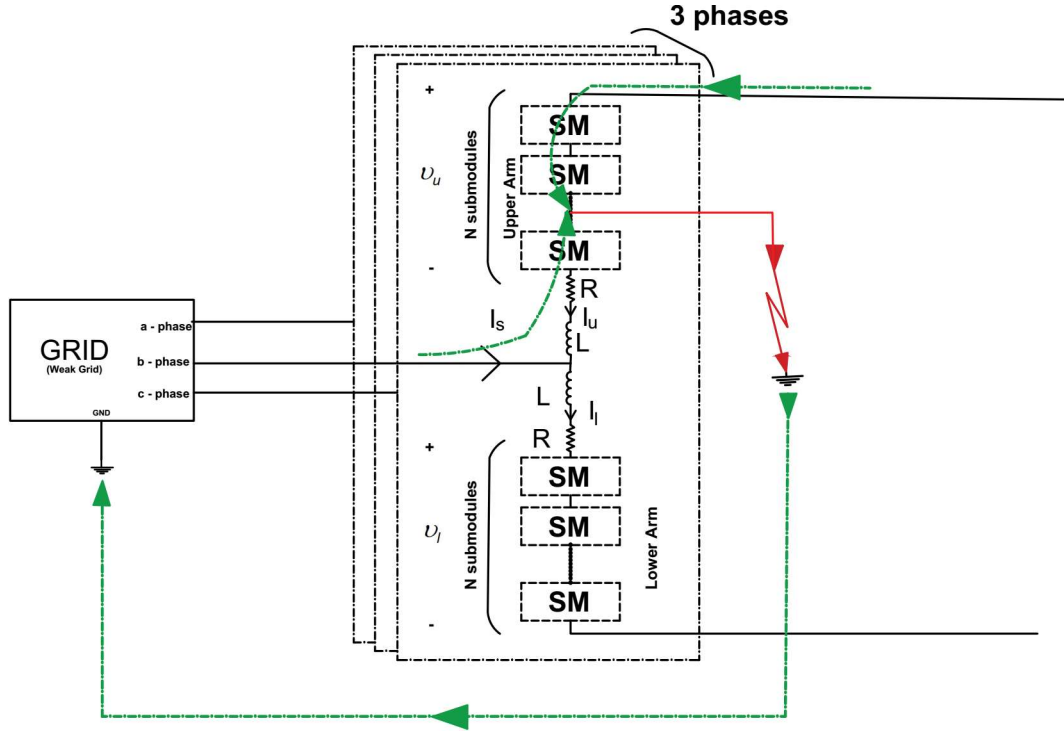 3 phases
+
SM
SM
υu
N submodules
Upper Arm
SM
-
R
Is
Iu
L
a - phase
GRID
(Weak Grid)
b - phase
c - phase
GND
L
Il
R
+
SM
SM
υl
N submodules
Lower Arm
SM
-